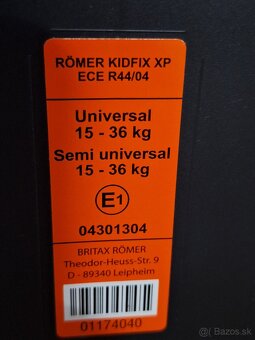 RÖMER KIDFIX XP
ECE R44/04
Universal
15 - 36 kg
Semi universal
15 - 36 kg
E1
04301304
BRITAX RÖMER
Theodor-Heuss-Str. 9
D - 89340 Leipheim
01174040
Bazos.sk